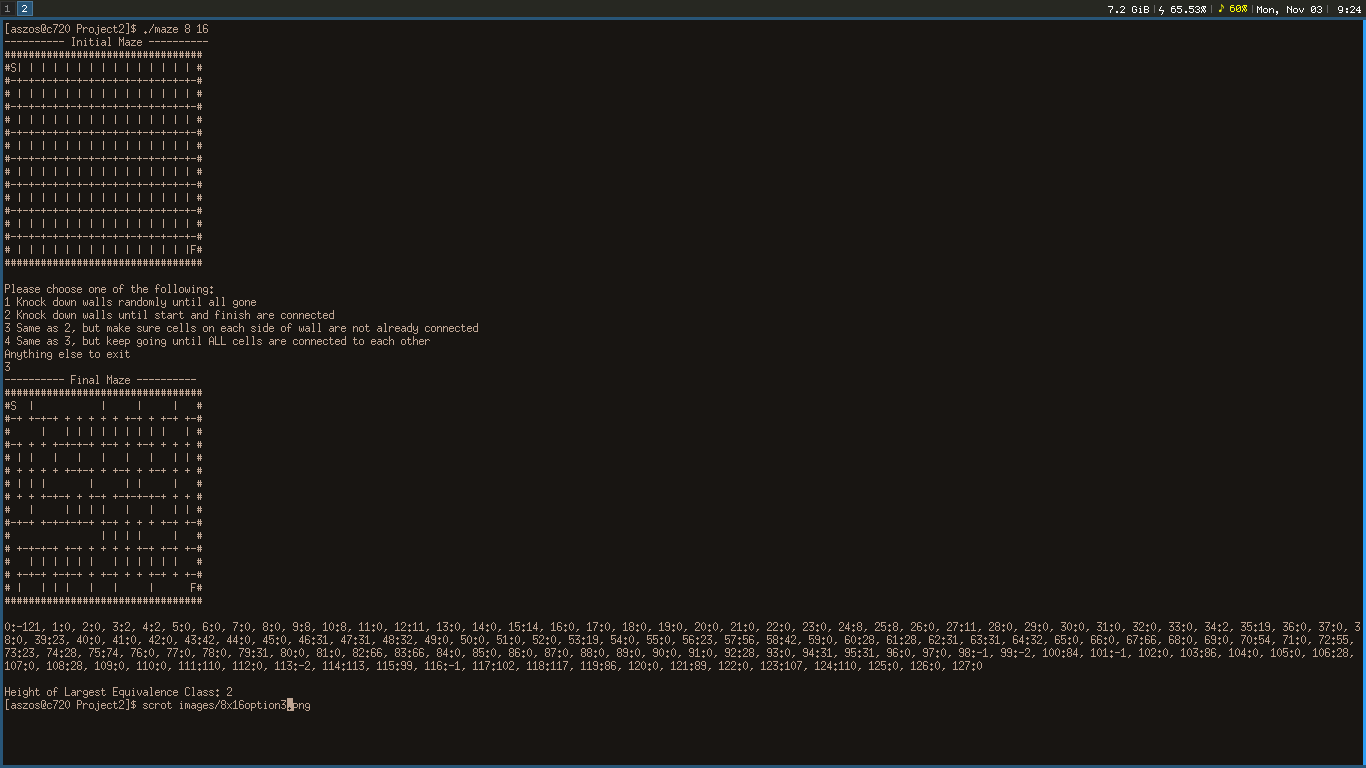 1 2 7.2 GiB | 65.53% | 60% | Mon, Nov 03 | 9:24
[aszos@c720 Project2]$ ./maze 8 16
---------- Initial Maze ----------
#################################
#S| | | | | | | | | | | | | | | #
#-+-+-+-+-+-+-+-+-+-+-+-+-+-+-+-#
# | | | | | | | | | | | | | | | #
#-+-+-+-+-+-+-+-+-+-+-+-+-+-+-+-#
# | | | | | | | | | | | | | | | #
#-+-+-+-+-+-+-+-+-+-+-+-+-+-+-+-#
# | | | | | | | | | | | | | | | #
#-+-+-+-+-+-+-+-+-+-+-+-+-+-+-+-#
# | | | | | | | | | | | | | | | #
#-+-+-+-+-+-+-+-+-+-+-+-+-+-+-+-#
# | | | | | | | | | | | | | | | #
#-+-+-+-+-+-+-+-+-+-+-+-+-+-+-+-#
# | | | | | | | | | | | | | | | #
#-+-+-+-+-+-+-+-+-+-+-+-+-+-+-+-#
# | | | | | | | | | | | | | | |F#
#################################
Please choose one of the following:
1 Knock down walls randomly until all gone
2 Knock down walls until start and finish are connected
3 Same as 2, but make sure cells on each side of wall are not already connected
4 Same as 3, but keep going until ALL cells are connected to each other
Anything else to exit
3
---------- Final Maze ----------
#################################
#S  |           |     |     |   #
#-+ +-+-+ + + + + + +-+ + +-+ +-#
#     |   | | | | | | | | |   | #
#-+ + + +-+-+-+ +-+ +-+-+ + + + #
# | |   |   |   |   |   |   | | #
# + + + + +-+-+ + +-+-+ + + + + #
# | | |       |     | |     |   #
# + + +-+-+-+ + +-+ +-+-+-+ + + #
#   |     | | | |   |   |   | | #
#-+-+ +-+-+-+-+ +-+ + + + +-+ + #
#               | | | |     |   #
# +-+-+-+ +-+ + + + + +-+ +-+ +-#
#   | | | | | |   | | | | | |   #
# +-+-+-+ +-+-+ + +-+ + +-+ + +-#
# |   | | |   |   |     |      F#
#################################
0:-121, 1:0, 2:0, 3:2, 4:2, 5:0, 6:0, 7:0, 8:0, 9:8, 10:8, 11:0, 12:11, 13:0, 14:0, 15:14, 16:0, 17:0, 18:0, 19:0, 20:0, 21:0, 22:0, 23:0, 24:8, 25:8, 26:0, 27:11, 28:0, 29:0, 30:0, 31:0, 32:0, 33:0, 34:2, 35:19, 36:0, 37:0, 3
8:0, 39:23, 40:0, 41:0, 42:0, 43:42, 44:0, 45:0, 46:31, 47:31, 48:32, 49:0, 50:0, 51:0, 52:0, 53:19, 54:0, 55:0, 56:23, 57:56, 58:42, 59:0, 60:28, 61:28, 62:31, 63:31, 64:32, 65:0, 66:0, 67:66, 68:0, 69:0, 70:54, 71:0, 72:55,
73:23, 74:28, 75:74, 76:0, 77:0, 78:0, 79:31, 80:0, 81:0, 82:66, 83:66, 84:0, 85:0, 86:0, 87:0, 88:0, 89:0, 90:0, 91:0, 92:28, 93:0, 94:31, 95:31, 96:0, 97:0, 98:-1, 99:-2, 100:84, 101:-1, 102:0, 103:86, 104:0, 105:0, 106:28,
107:0, 108:28, 109:0, 110:0, 111:110, 112:0, 113:-2, 114:113, 115:99, 116:-1, 117:102, 118:117, 119:86, 120:0, 121:89, 122:0, 123:107, 124:110, 125:0, 126:0, 127:0
Height of Largest Equivalence Class: 2
[aszos@c720 Project2]$ scrot images/8x16option3.png